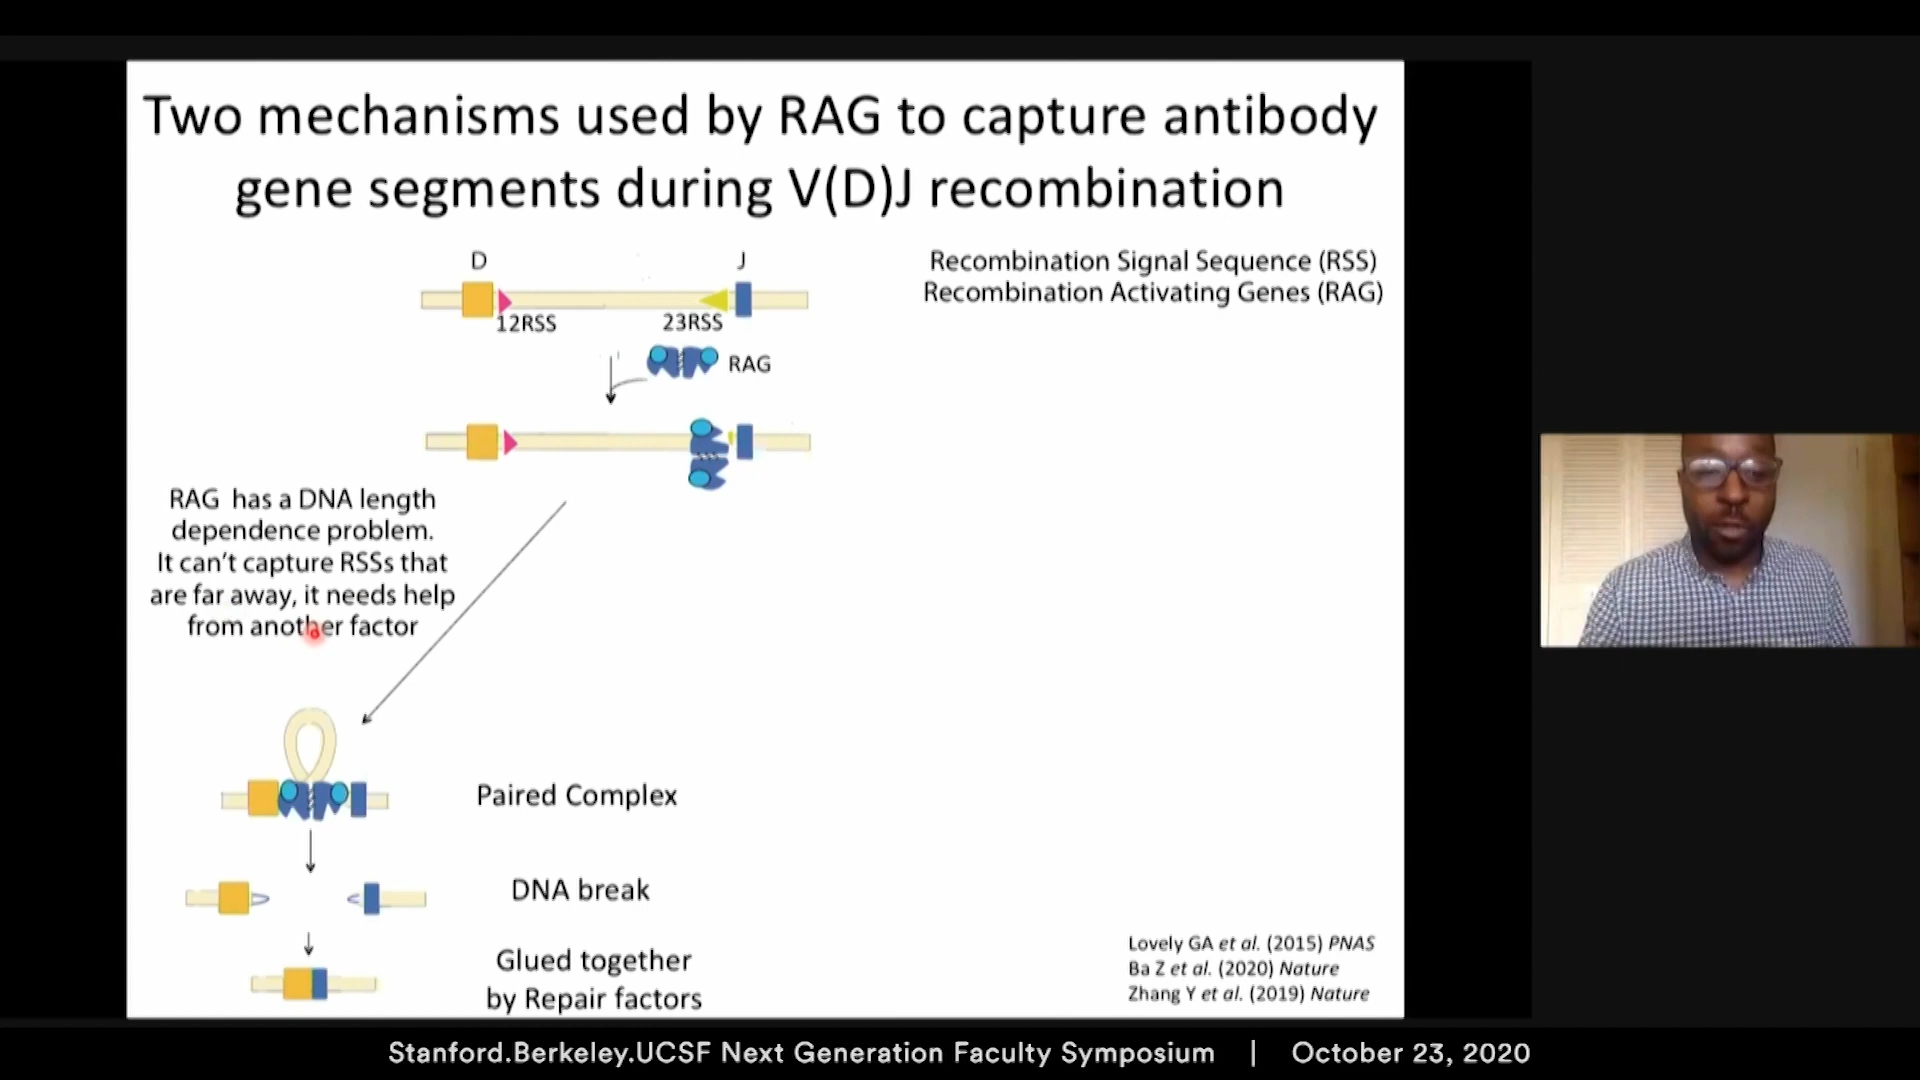 Two mechanisms used by RAG to capture antibody
gene segments during V(D)J recombination
D
J
Recombination Signal Sequence (RSS)
Recombination Activating Genes (RAG)
12RSS
23RSS
RAG
RAG has a DNA length
dependence problem.
It can't capture RSSs that
are far away, it needs help
from another factor
Paired Complex
DNA break
Glued together
by Repair factors
Lovely GA et al. (2015) PNAS
Ba Z et al. (2020) Nature
Zhang Y et al. (2019) Nature
Stanford.Berkeley.UCSF Next Generation Faculty Symposium | October 23, 2020